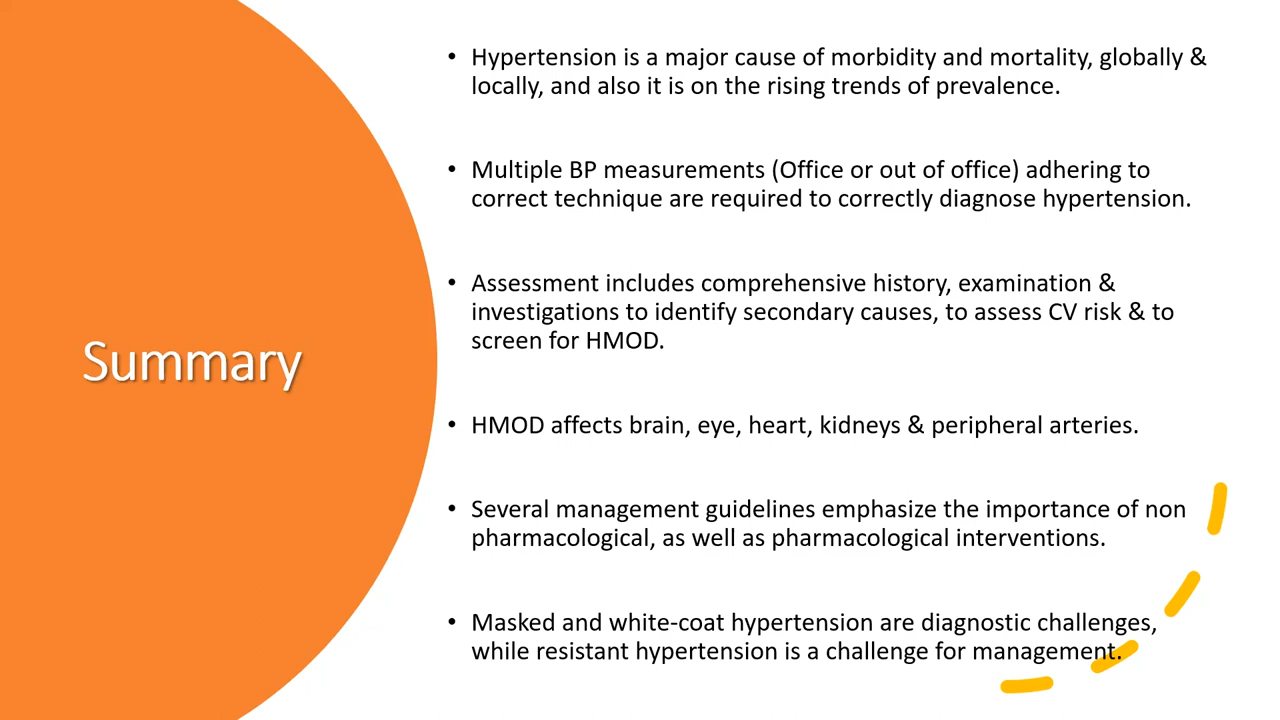 Summary
• Hypertension is a major cause of morbidity and mortality, globally &
locally, and also it is on the rising trends of prevalence.
• Multiple BP measurements (Office or out of office) adhering to
correct technique are required to correctly diagnose hypertension.
• Assessment includes comprehensive history, examination &
investigations to identify secondary causes, to assess CV risk & to
screen for HMOD.
• HMOD affects brain, eye, heart, kidneys & peripheral arteries.
• Several management guidelines emphasize the importance of non
pharmacological, as well as pharmacological interventions.
• Masked and white-coat hypertension are diagnostic challenges,
while resistant hypertension is a challenge for management.